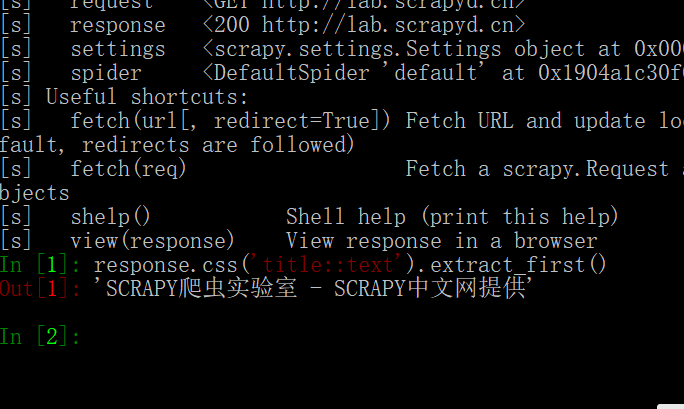 [s]   request    <GET http://lab.scrapyd.cn>
[s]   response   <200 http://lab.scrapyd.cn>
[s]   settings   <scrapy.settings.Settings object at 0x00
[s]   spider     <DefaultSpider 'default' at 0x1904a1c30f
[s] Useful shortcuts:
[s]   fetch(url[, redirect=True]) Fetch URL and update lo
fault, redirects are followed)
[s]   fetch(req)                  Fetch a scrapy.Request
bjects
[s]   shelp()           Shell help (print this help)
[s]   view(response)    View response in a browser
In [1]: response.css('title::text').extract_first()
Out[1]: 'SCRAPY爬虫实验室 - SCRAPY中文网提供'
In [2]: